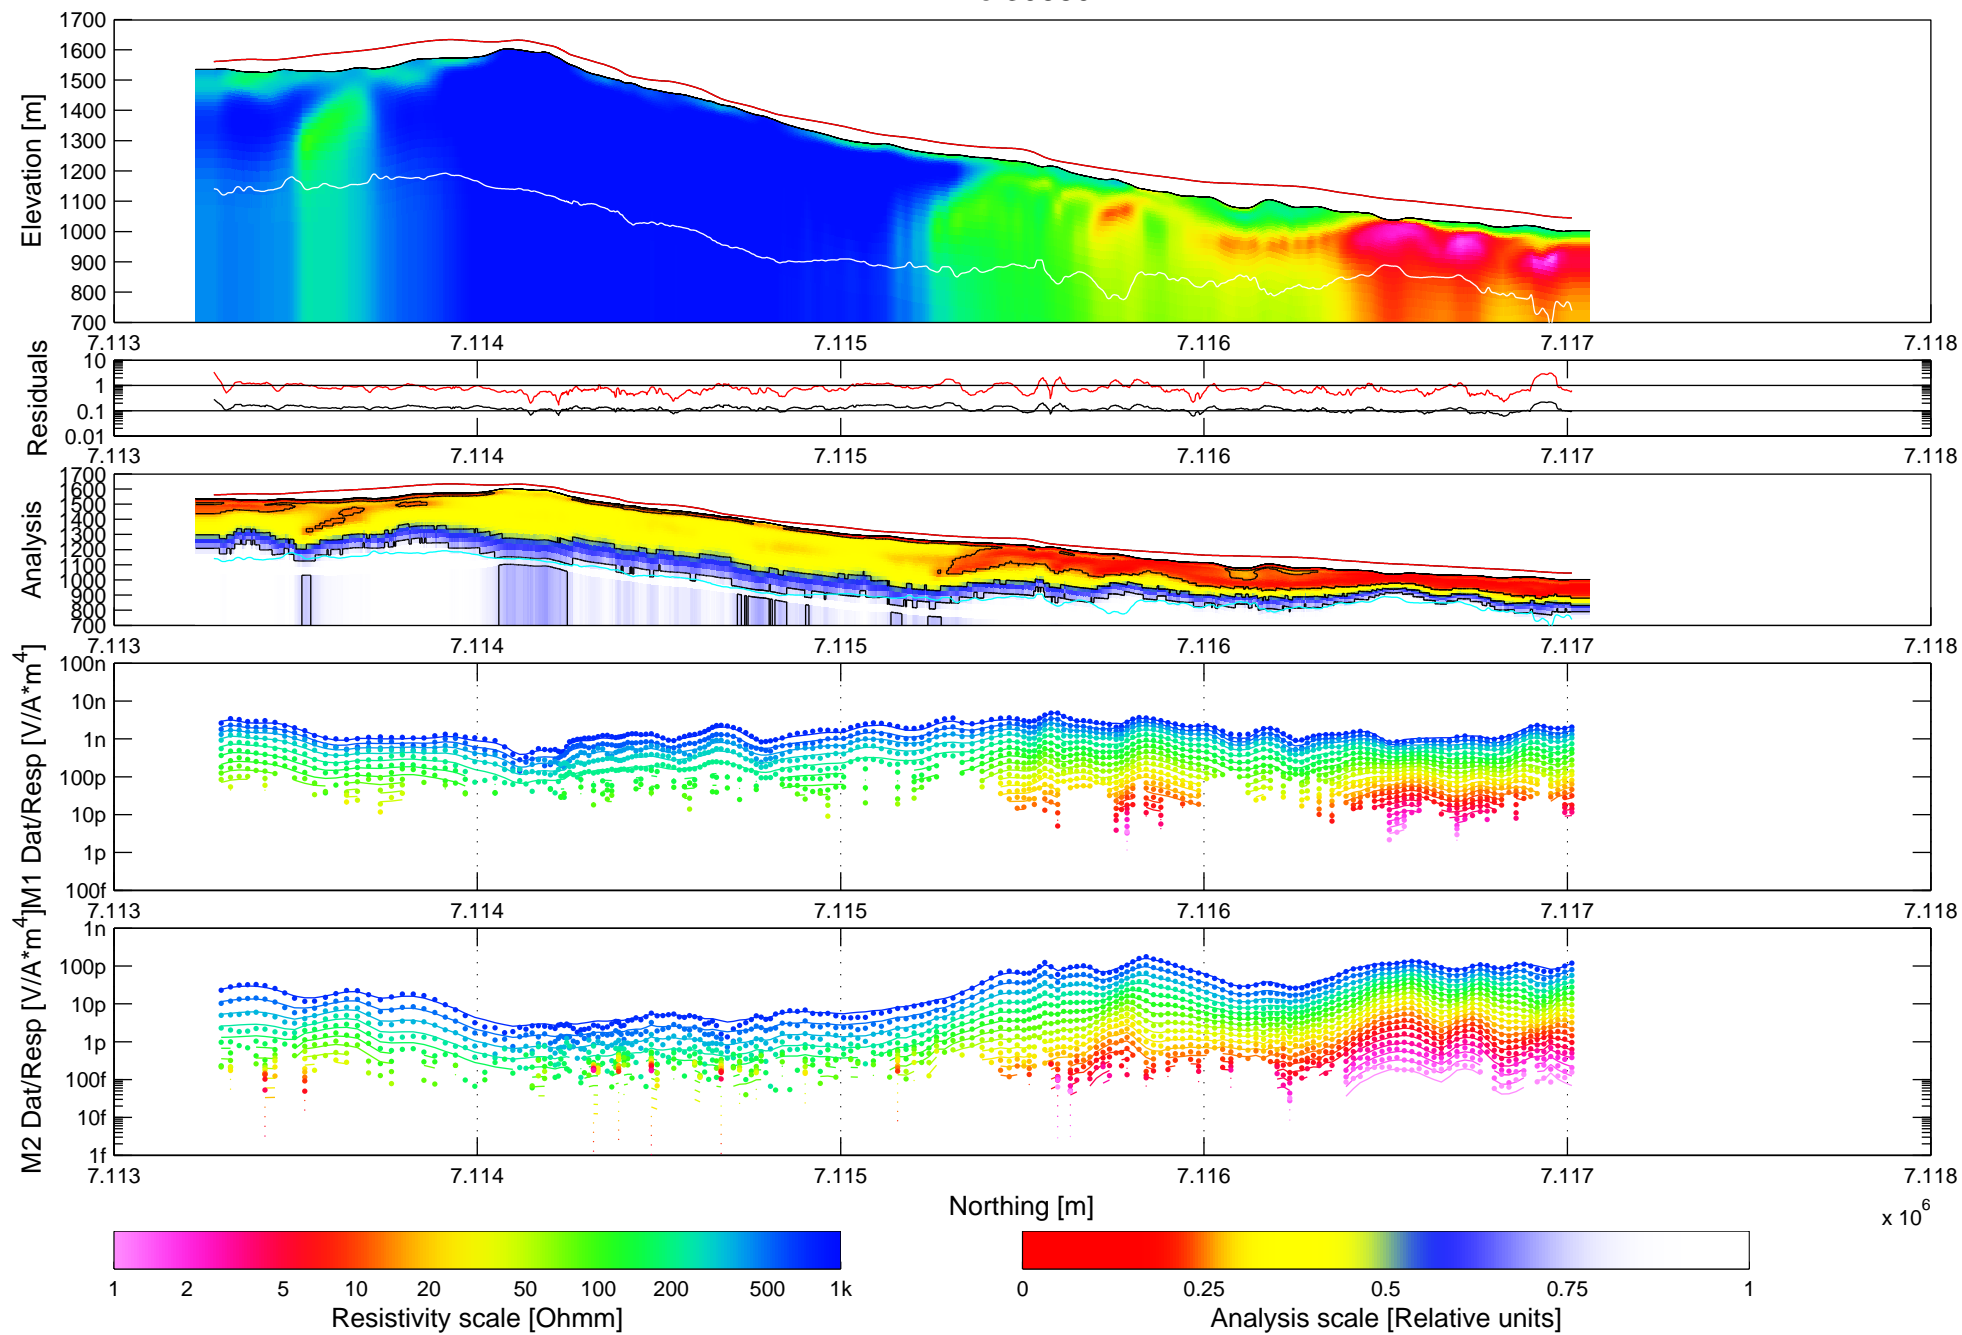 1700
1600
1500
1400
1300
1200
1100
1000
900
800
700
Elevation [m]
7.113 7.114 7.115 7.116 7.117 7.118
10
1
0.1
0.01
Residuals
7.113 7.114 7.115 7.116 7.117 7.118
1700
1600
1500
1400
1300
1200
1100
1000
900
800
700
Analysis
7.113 7.114 7.115 7.116 7.117 7.118
100n
10n
1n
100p
10p
1p
100f
M1 Dat/Resp [V/A*m4]
7.113 7.114 7.115 7.116 7.117 7.118
1n
100p
10p
1p
100f
10f
1f
M2 Dat/Resp [V/A*m4]
7.113 7.114 7.115 7.116 7.117 7.118
Northing [m]
x 106
1 2 5 10 20 50 100 200 500 1k
Resistivity scale [Ohmm]
0 0.25 0.5 0.75 1
Analysis scale [Relative units]